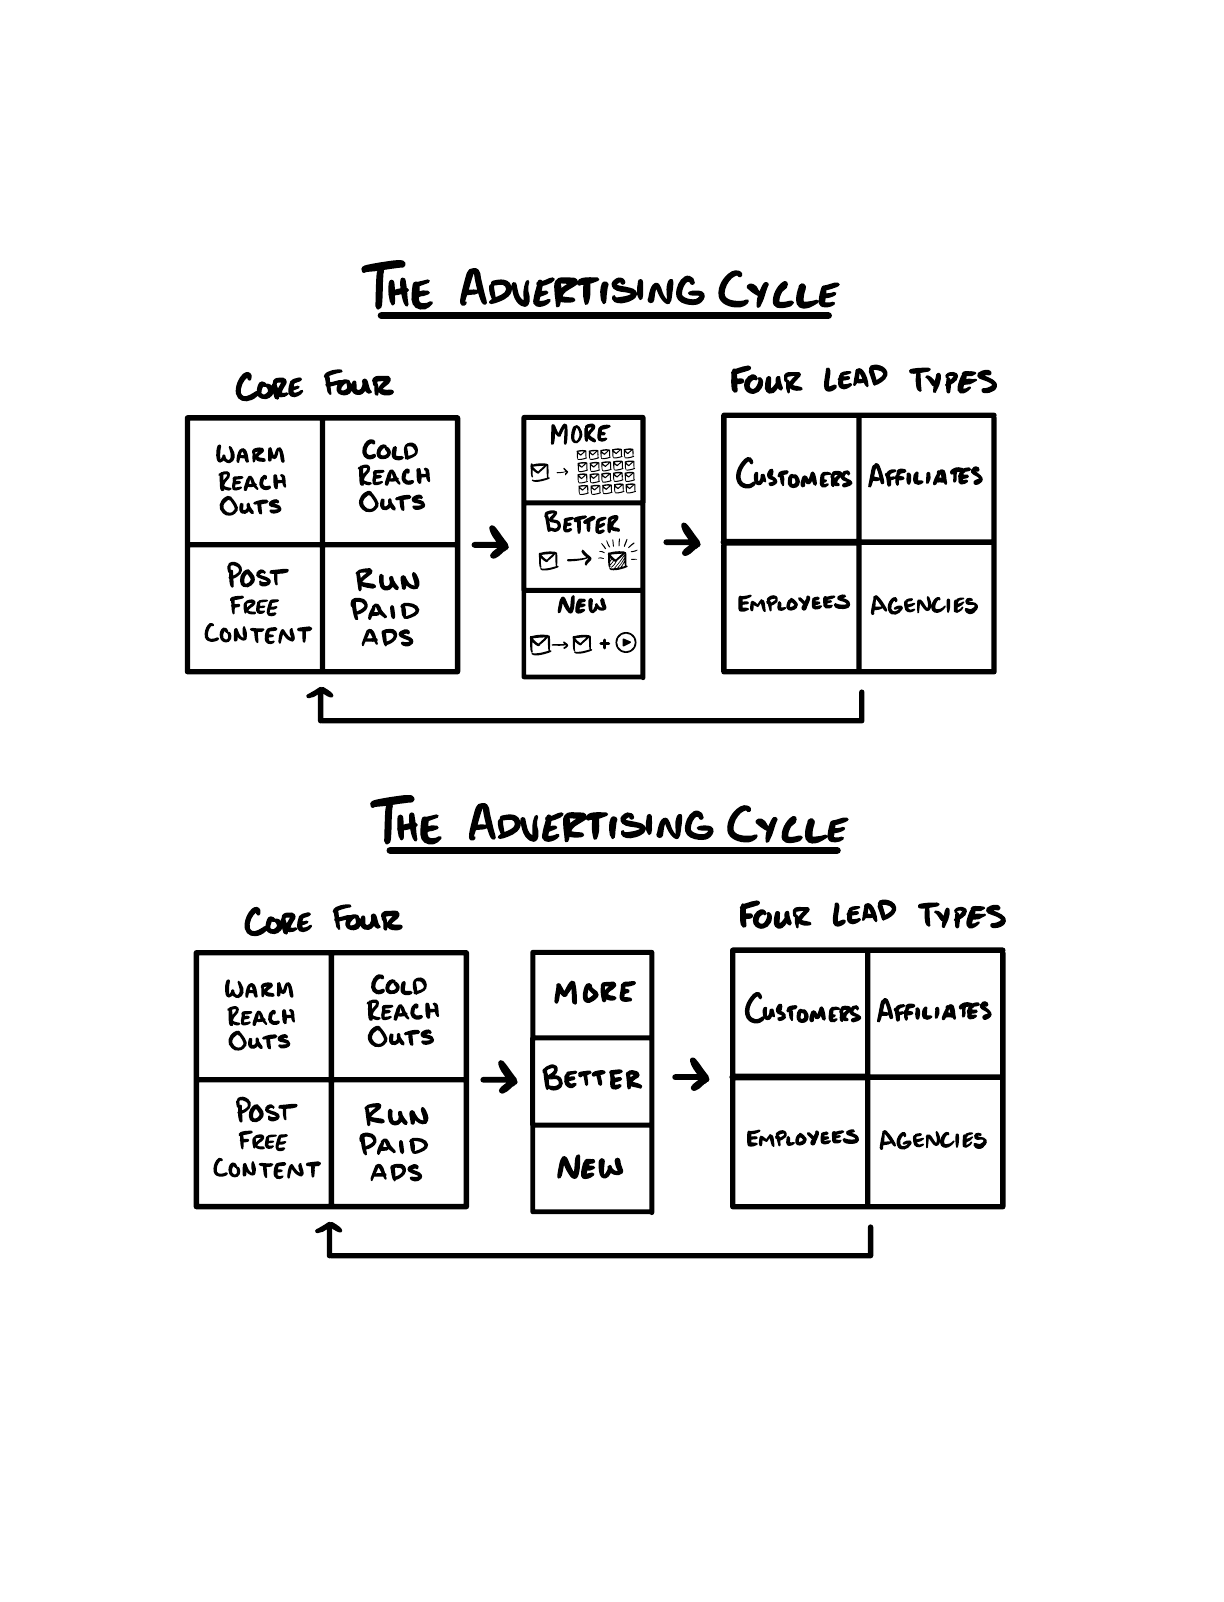 THE ADVERTISING CYCLE
CORE FOUR
WARM
REACH
OUTS
COLD
REACH
OUTS
POST
FREE
CONTENT
RUN
PAID
ADS
MORE
BETTER
NEW
FOUR LEAD TYPES
CUSTOMERS
AFFILIATES
EMPLOYEES
AGENCIES
THE ADVERTISING CYCLE
CORE FOUR
WARM
REACH
OUTS
COLD
REACH
OUTS
POST
FREE
CONTENT
RUN
PAID
ADS
MORE
BETTER
NEW
FOUR LEAD TYPES
CUSTOMERS
AFFILIATES
EMPLOYEES
AGENCIES